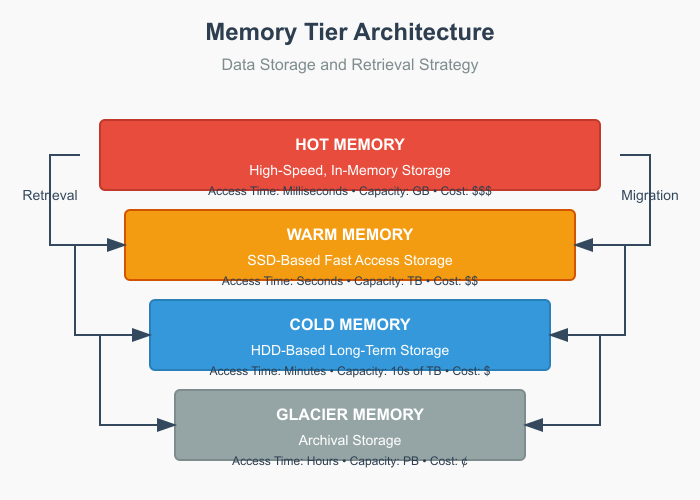 Memory Tier Architecture
Data Storage and Retrieval Strategy
HOT MEMORY
High-Speed, In-Memory Storage
Access Time: Milliseconds • Capacity: GB • Cost: $$$
Retrieval
Migration
WARM MEMORY
SSD-Based Fast Access Storage
Access Time: Seconds • Capacity: TB • Cost: $$
COLD MEMORY
HDD-Based Long-Term Storage
Access Time: Minutes • Capacity: 10s of TB • Cost: $
GLACIER MEMORY
Archival Storage
Access Time: Hours • Capacity: PB • Cost: ¢